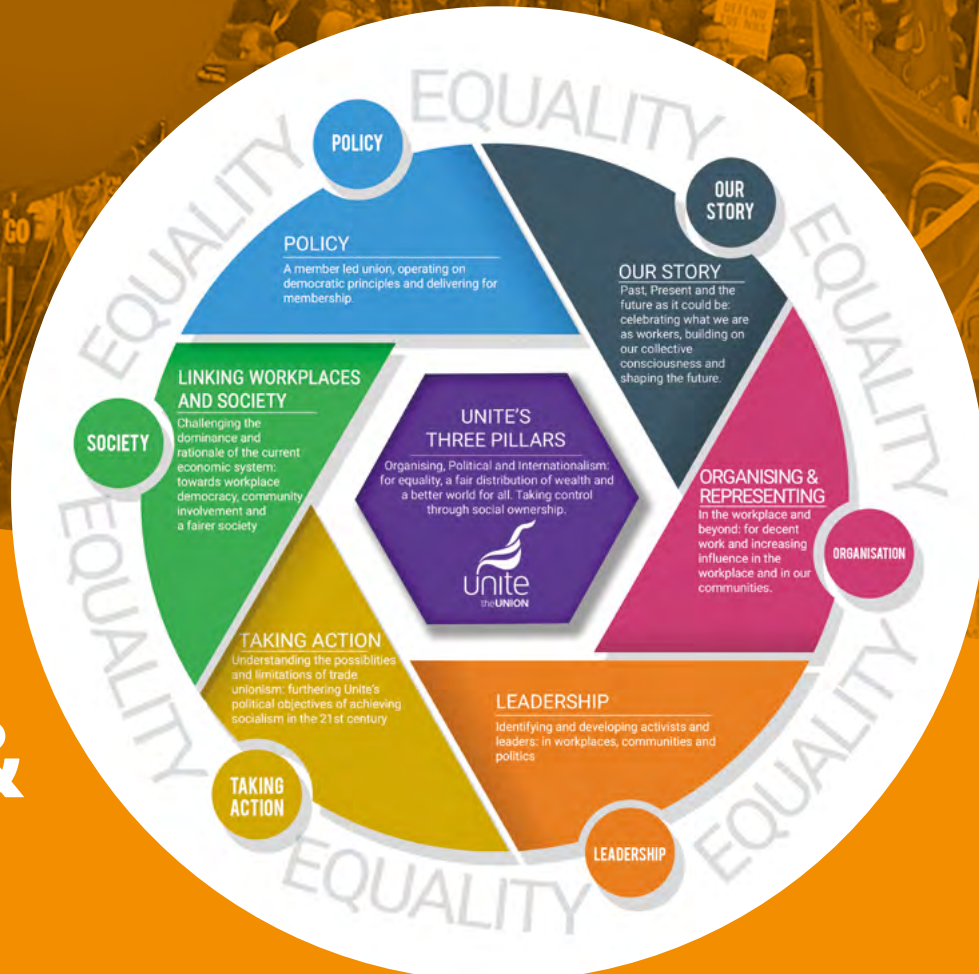 DEFEND
THE NHS
GO
&
EQUALITY
EQUALITY
EQUALITY
EQUALITY
EQUALITY
EQUALITY
EQUALITY
POLICY
POLICY
A member led union, operating on
democratic principles and delivering for
membership.
OUR
STORY
OUR STORY
Past, Present and the
future as it could be:
celebrating what we are
as workers, building on
our collective
consciousness and
shaping the future.
ORGANISATION
ORGANISING &
REPRESENTING
In the workplace and
beyond: for decent
work and increasing
influence in the
workplace and in our
communities.
LEADERSHIP
LEADERSHIP
Identifying and developing activists and
leaders: in workplaces, communities and
politics
TAKING
ACTION
TAKING ACTION
Understanding the possiblities
and limitations of trade
unionism: furthering Unite's
political objectives of achieving
socialism in the 21st century
SOCIETY
LINKING WORKPLACES
AND SOCIETY
Challenging the
dominance and
rationale of the current
economic system:
towards workplace
democracy, community
involvement and
a fairer society
UNITE'S
THREE PILLARS
Organising, Political and Internationalism:
for equality, a fair distribution of wealth and
a better world for all. Taking control
through social ownership.
unite
theUNION